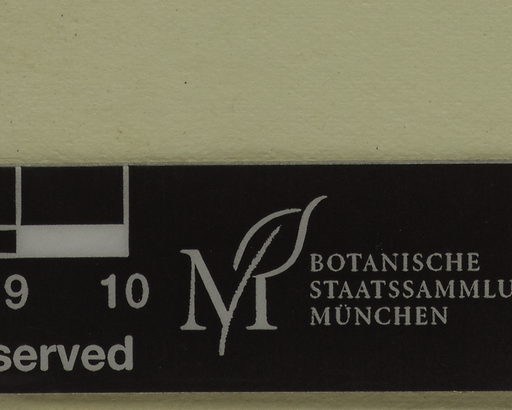 9 10
served
BOTANISCHE
STAATSSAMMLU
MÜNCHEN